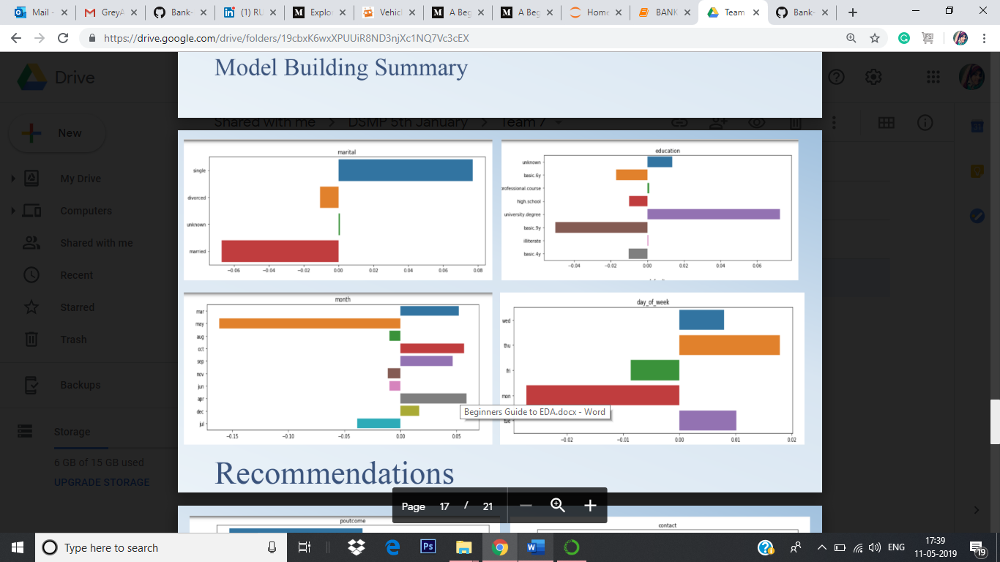 Mail -
GreyA
Bank-
(1) RU
Explor
Vehicl
A Beg
A Beg
Home
BANK
Team
Bank-
https://drive.google.com/drive/folders/19cbxK6wxXPUUiR8ND3njXc1NQ7Vc3cEX
Model Building Summary
Drive
Shared with me > DSMP 5th January > Team 7
New
My Drive
Computers
Shared with me
Recent
Starred
Trash
Backups
Storage
6 GB of 15 GB used
UPGRADE STORAGE
marital
single
divorced
unknown
married
−0.06 −0.04 −0.02 0.00 0.02 0.04 0.06 0.08
education
unknown
basic.6y
professional.course
high.school
university.degree
basic.9y
illiterate
basic.4y
−0.04 −0.02 0.00 0.02 0.04 0.06
month
mar
may
aug
oct
sep
nov
jun
apr
dec
jul
−0.15 −0.10 −0.05 0.00 0.05
day_of_week
wed
thu
fri
mon
tue
−0.02 −0.01 0.00 0.01 0.02
Beginners Guide to EDA.docx - Word
Recommendations
Page 17 / 21
poutcome
contact
Type here to search
ENG
17:39
11-05-2019
19